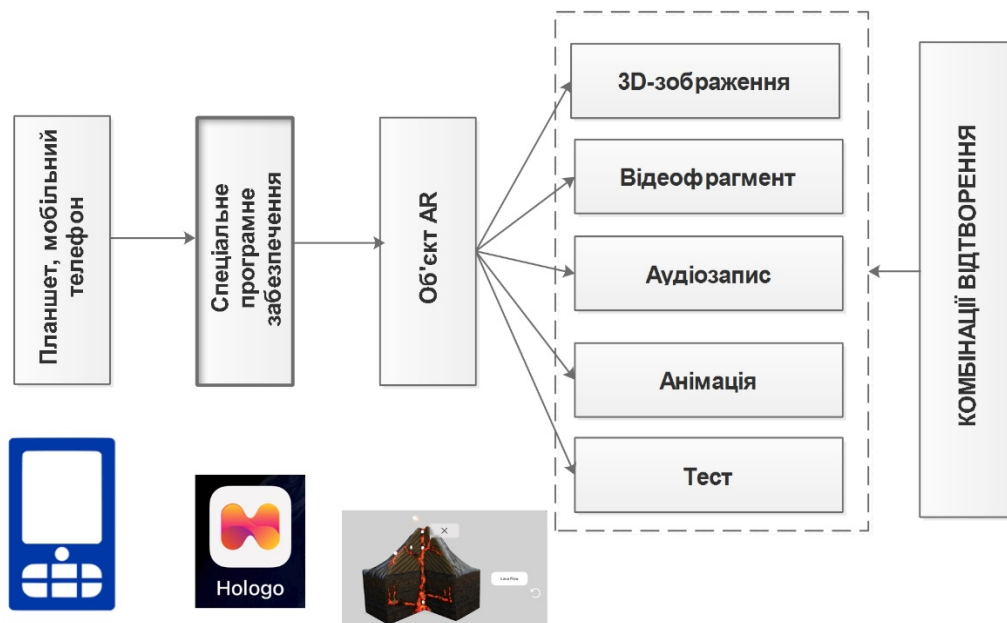 Планшет, мобільний
телефон
Спеціальне
програмне
забезпечення
Об'єкт AR
3D-зображення
Відеофрагмент
Аудіозапис
Анімація
Тест
КОМБІНАЦІЇ ВІДТВОРЕННЯ
Hologo